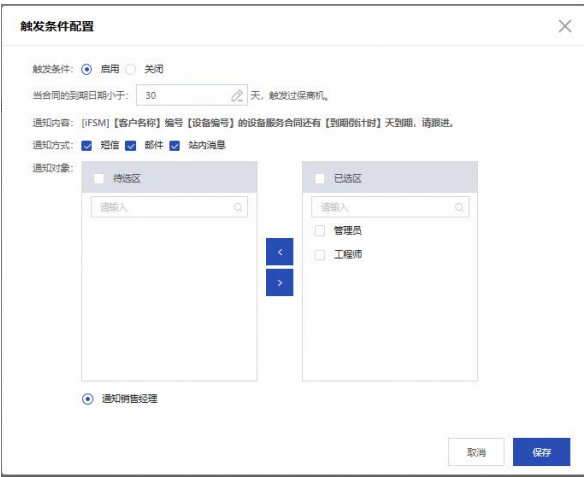 触发条件配置
触发条件: 启用 关闭
当合同的到期日期小于: 30 天，触发过保商机。
通知内容: [iFSM]【客户名称】编号【设备编号】的设备服务合同还有【到期倒计时】天到期，请跟进。
通知方式: 短信 邮件 站内消息
通知对象: 待选区 已选区
请输入 请输入
管理员
工程师
通知销售经理
取消 保存